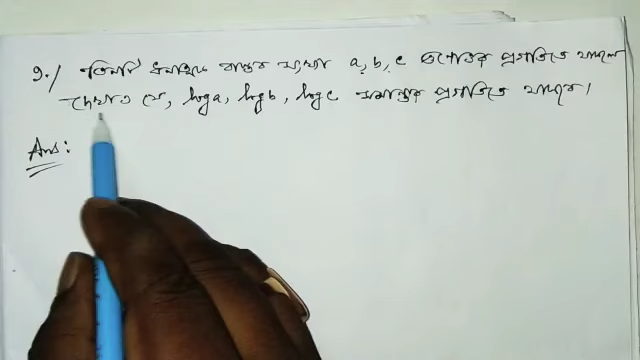 9./ তিনটি ধনাত্মক বাস্তব সংখ্যা a, b, c গুণোত্তর প্রগতিতে থাকলে
দেখাও যে, log a, log b, log c সমান্তর প্রগতিতে থাকবে।
Ans: